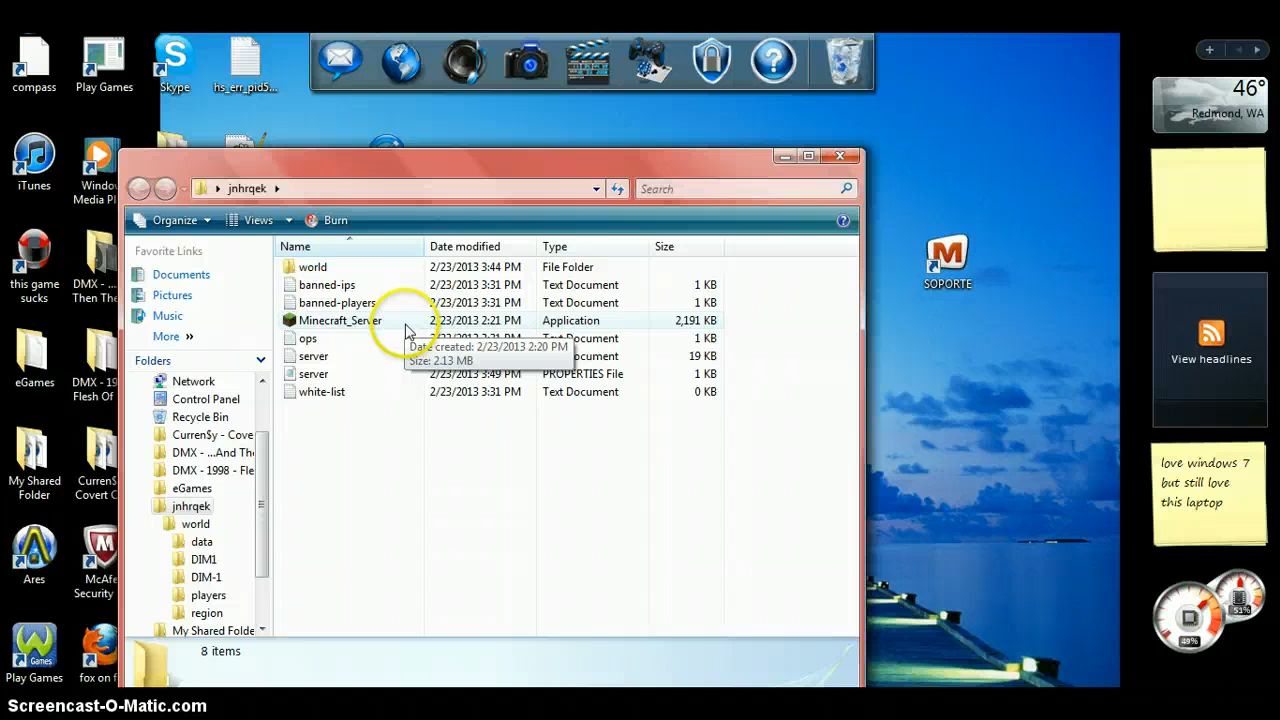 compass
Play Games
Skype
hs_err_pid5...
46°
Redmond, WA
iTunes
Window
Media Pl
jnhrqek
Search
Organize
Views
Burn
Favorite Links
Documents
Pictures
Music
More »
Folders
Name
Date modified
Type
Size
world 2/23/2013 3:44 PM File Folder
banned-ips 2/23/2013 3:31 PM Text Document 1 KB
banned-players 2/23/2013 3:31 PM Text Document 1 KB
Minecraft_Server 2/23/2013 2:21 PM Application 2,191 KB
ops Text Document 1 KB
Date created: 2/23/2013 2:20 PM
Size: 2.13 MB
server 19 KB
server 2/23/2013 3:49 PM PROPERTIES File 1 KB
white-list 2/23/2013 3:31 PM Text Document 0 KB
Network
Control Panel
Recycle Bin
Curren$y - Cove
DMX - ...And The
DMX - 1998 - Fle
eGames
jnhrqek
world
data
DIM1
DIM-1
players
region
My Shared Folde
8 items
this game
sucks
DMX - ...
Then The
eGames
DMX - 19
Flesh Of
My Shared
Folder
Curren$
Covert C
Ares
McAf
Security
Games
Play Games
fox on f
M
SOPORTE
View headlines
love windows 7
but still love
this laptop
51%
49%
Screencast-O-Matic.com